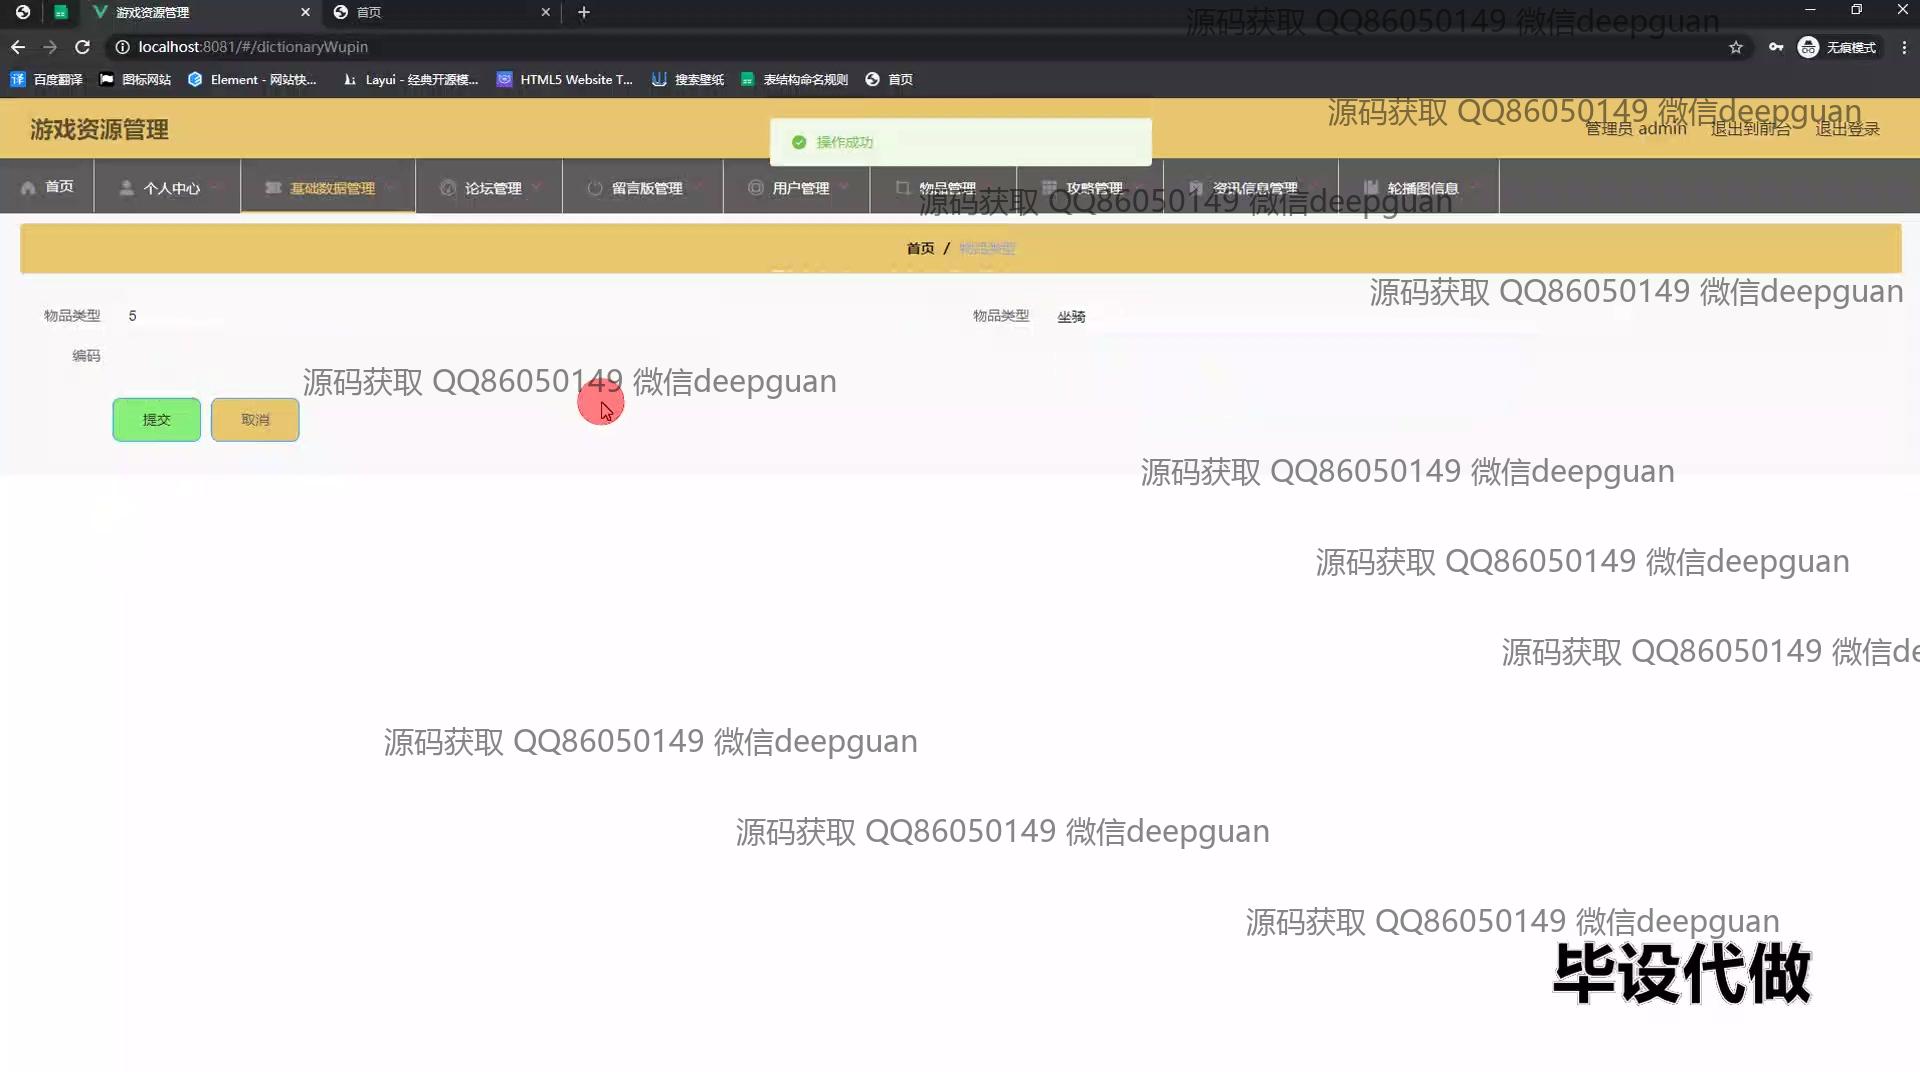 游戏资源管理
首页
源码获取 QQ86050149 微信deepguan
localhost:8081/#/dictionaryWupin
无痕模式
百度翻译
图标网站
Element - 网站快...
Layui - 经典开源模...
HTML5 Website T...
搜索壁纸
表结构命名规则
首页
源码获取 QQ86050149 微信deepguan
游戏资源管理
操作成功
管理员 admin
退出到前台
退出登录
首页
个人中心
基础数据管理
论坛管理
留言版管理
用户管理
物品管理
攻略管理
资讯信息管理
轮播图信息
源码获取 QQ86050149 微信deepguan
首页 / 物品类型
源码获取 QQ86050149 微信deepguan
物品类型 5
物品类型 坐骑
编码
源码获取 QQ86050149 微信deepguan
提交
取消
源码获取 QQ86050149 微信deepguan
源码获取 QQ86050149 微信deepguan
源码获取 QQ86050149 微信de
源码获取 QQ86050149 微信deepguan
源码获取 QQ86050149 微信deepguan
源码获取 QQ86050149 微信deepguan
毕设代做